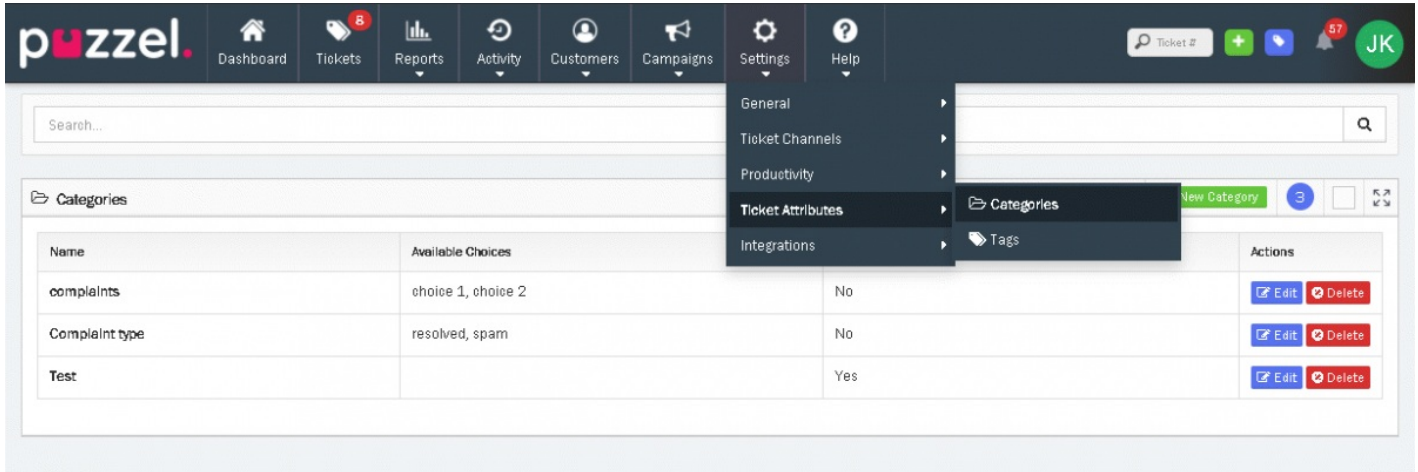 puzzel.
Dashboard
8
Tickets
Reports
Activity
Customers
Campaigns
Settings
Help
Ticket #
57
JK
Search...
General
Ticket Channels
Productivity
Ticket Attributes
Integrations
Categories
Tags
Categories
New Category
3
Name Available Choices Actions
complaints choice 1, choice 2 No Edit Delete
Complaint type resolved, spam No Edit Delete
Test Yes Edit Delete